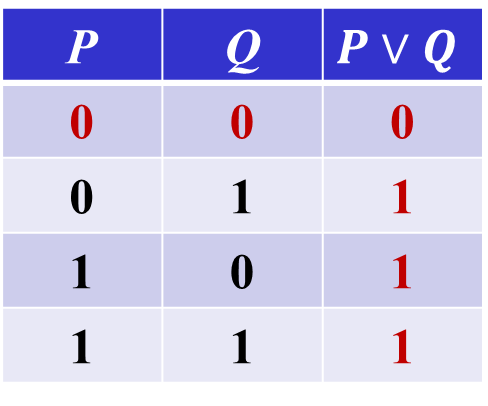 P Q P ∨ Q
0 0 0
0 1 1
1 0 1
1 1 1